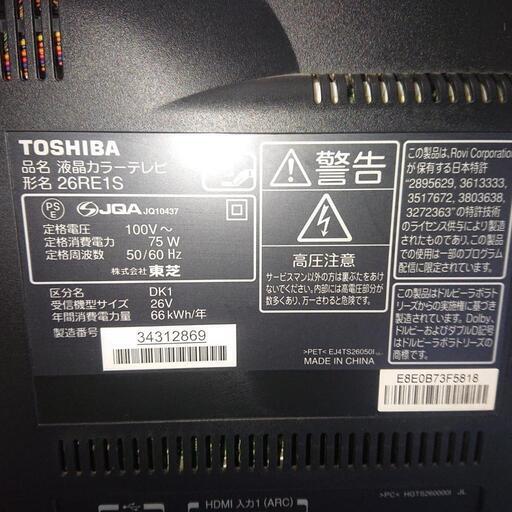 TOSHIBA
品名 液晶カラーテレビ
形名 26RE1S
PS
E
JQA JQ10437
定格電圧 100V～
定格消費電力 75 W
定格周波数 50/60 Hz
株式会社 東芝
区分名 DK1
受信機型サイズ 26V
年間消費電力量 66 kWh/年
製造番号 34312869
警告
高圧注意
サービスマン以外の方は裏ぶたをあけ
ないでください。内部には高電圧部分が
数多くあり、万一さわると危険です。
>PET< EJ4TS26050I
MADE IN CHINA
この製品は、Rovi Corporation
が保有する日本特許
"2895629, 3613333,
3517672, 3803638,
3272363" の特許技術
のライセンス供与により製造
されたものであり、この製品で
の使用は一部のプログラム
配信に限定されています。
この製品はドルビーラボラト
リーズからの実施権に基づき
製造されています。Dolby、
ドルビー及びダブルD記号
はドルビーラボラトリーズの
商標です。
E8E0B73F5818
HDMI 入力1 (ARC)
>PC< HGTS260000I JL